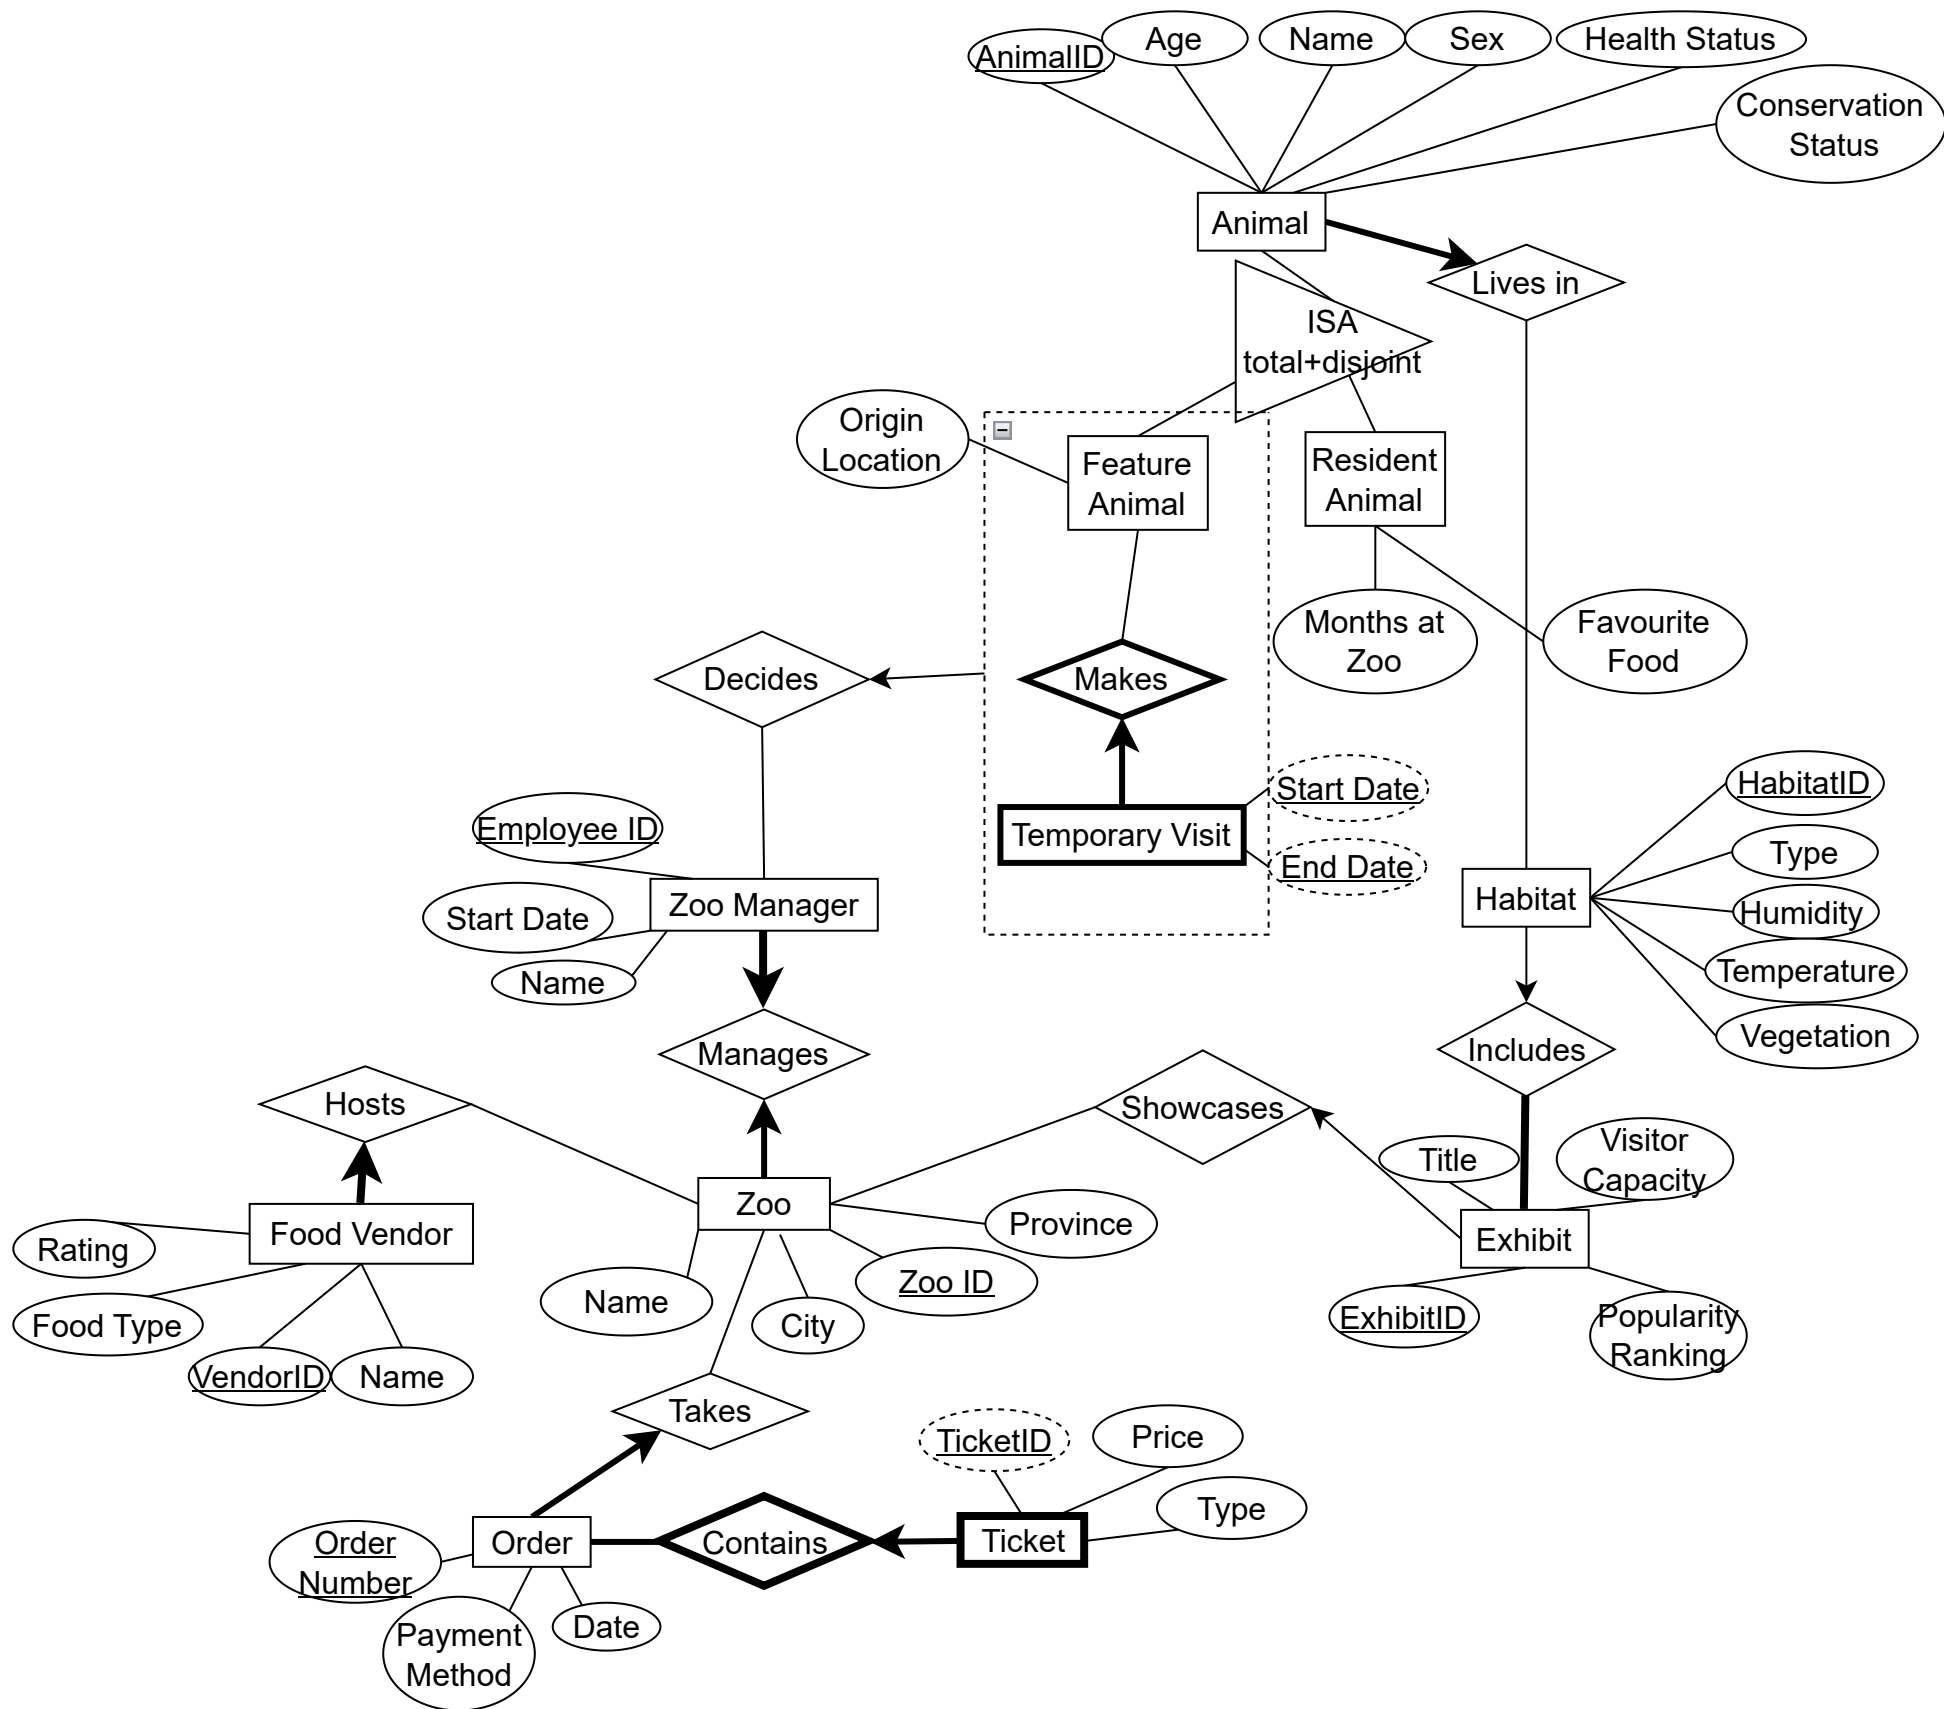 AnimalID
Age
Name
Sex
Health Status
Conservation
Status
Animal
Lives in
ISA
total+disjoint
Origin
Location
Feature
Animal
Resident
Animal
Months at
Zoo
Favourite
Food
Decides
Makes
Start Date
End Date
Temporary Visit
Employee ID
Start Date
Name
Zoo Manager
HabitatID
Type
Humidity
Temperature
Vegetation
Habitat
Manages
Includes
Hosts
Showcases
Title
Visitor
Capacity
Food Vendor
Zoo
Province
Exhibit
Rating
Food Type
VendorID
Name
Name
City
Zoo ID
ExhibitID
Popularity
Ranking
Takes
TicketID
Price
Type
Order
Contains
Ticket
Order
Number
Payment
Method
Date